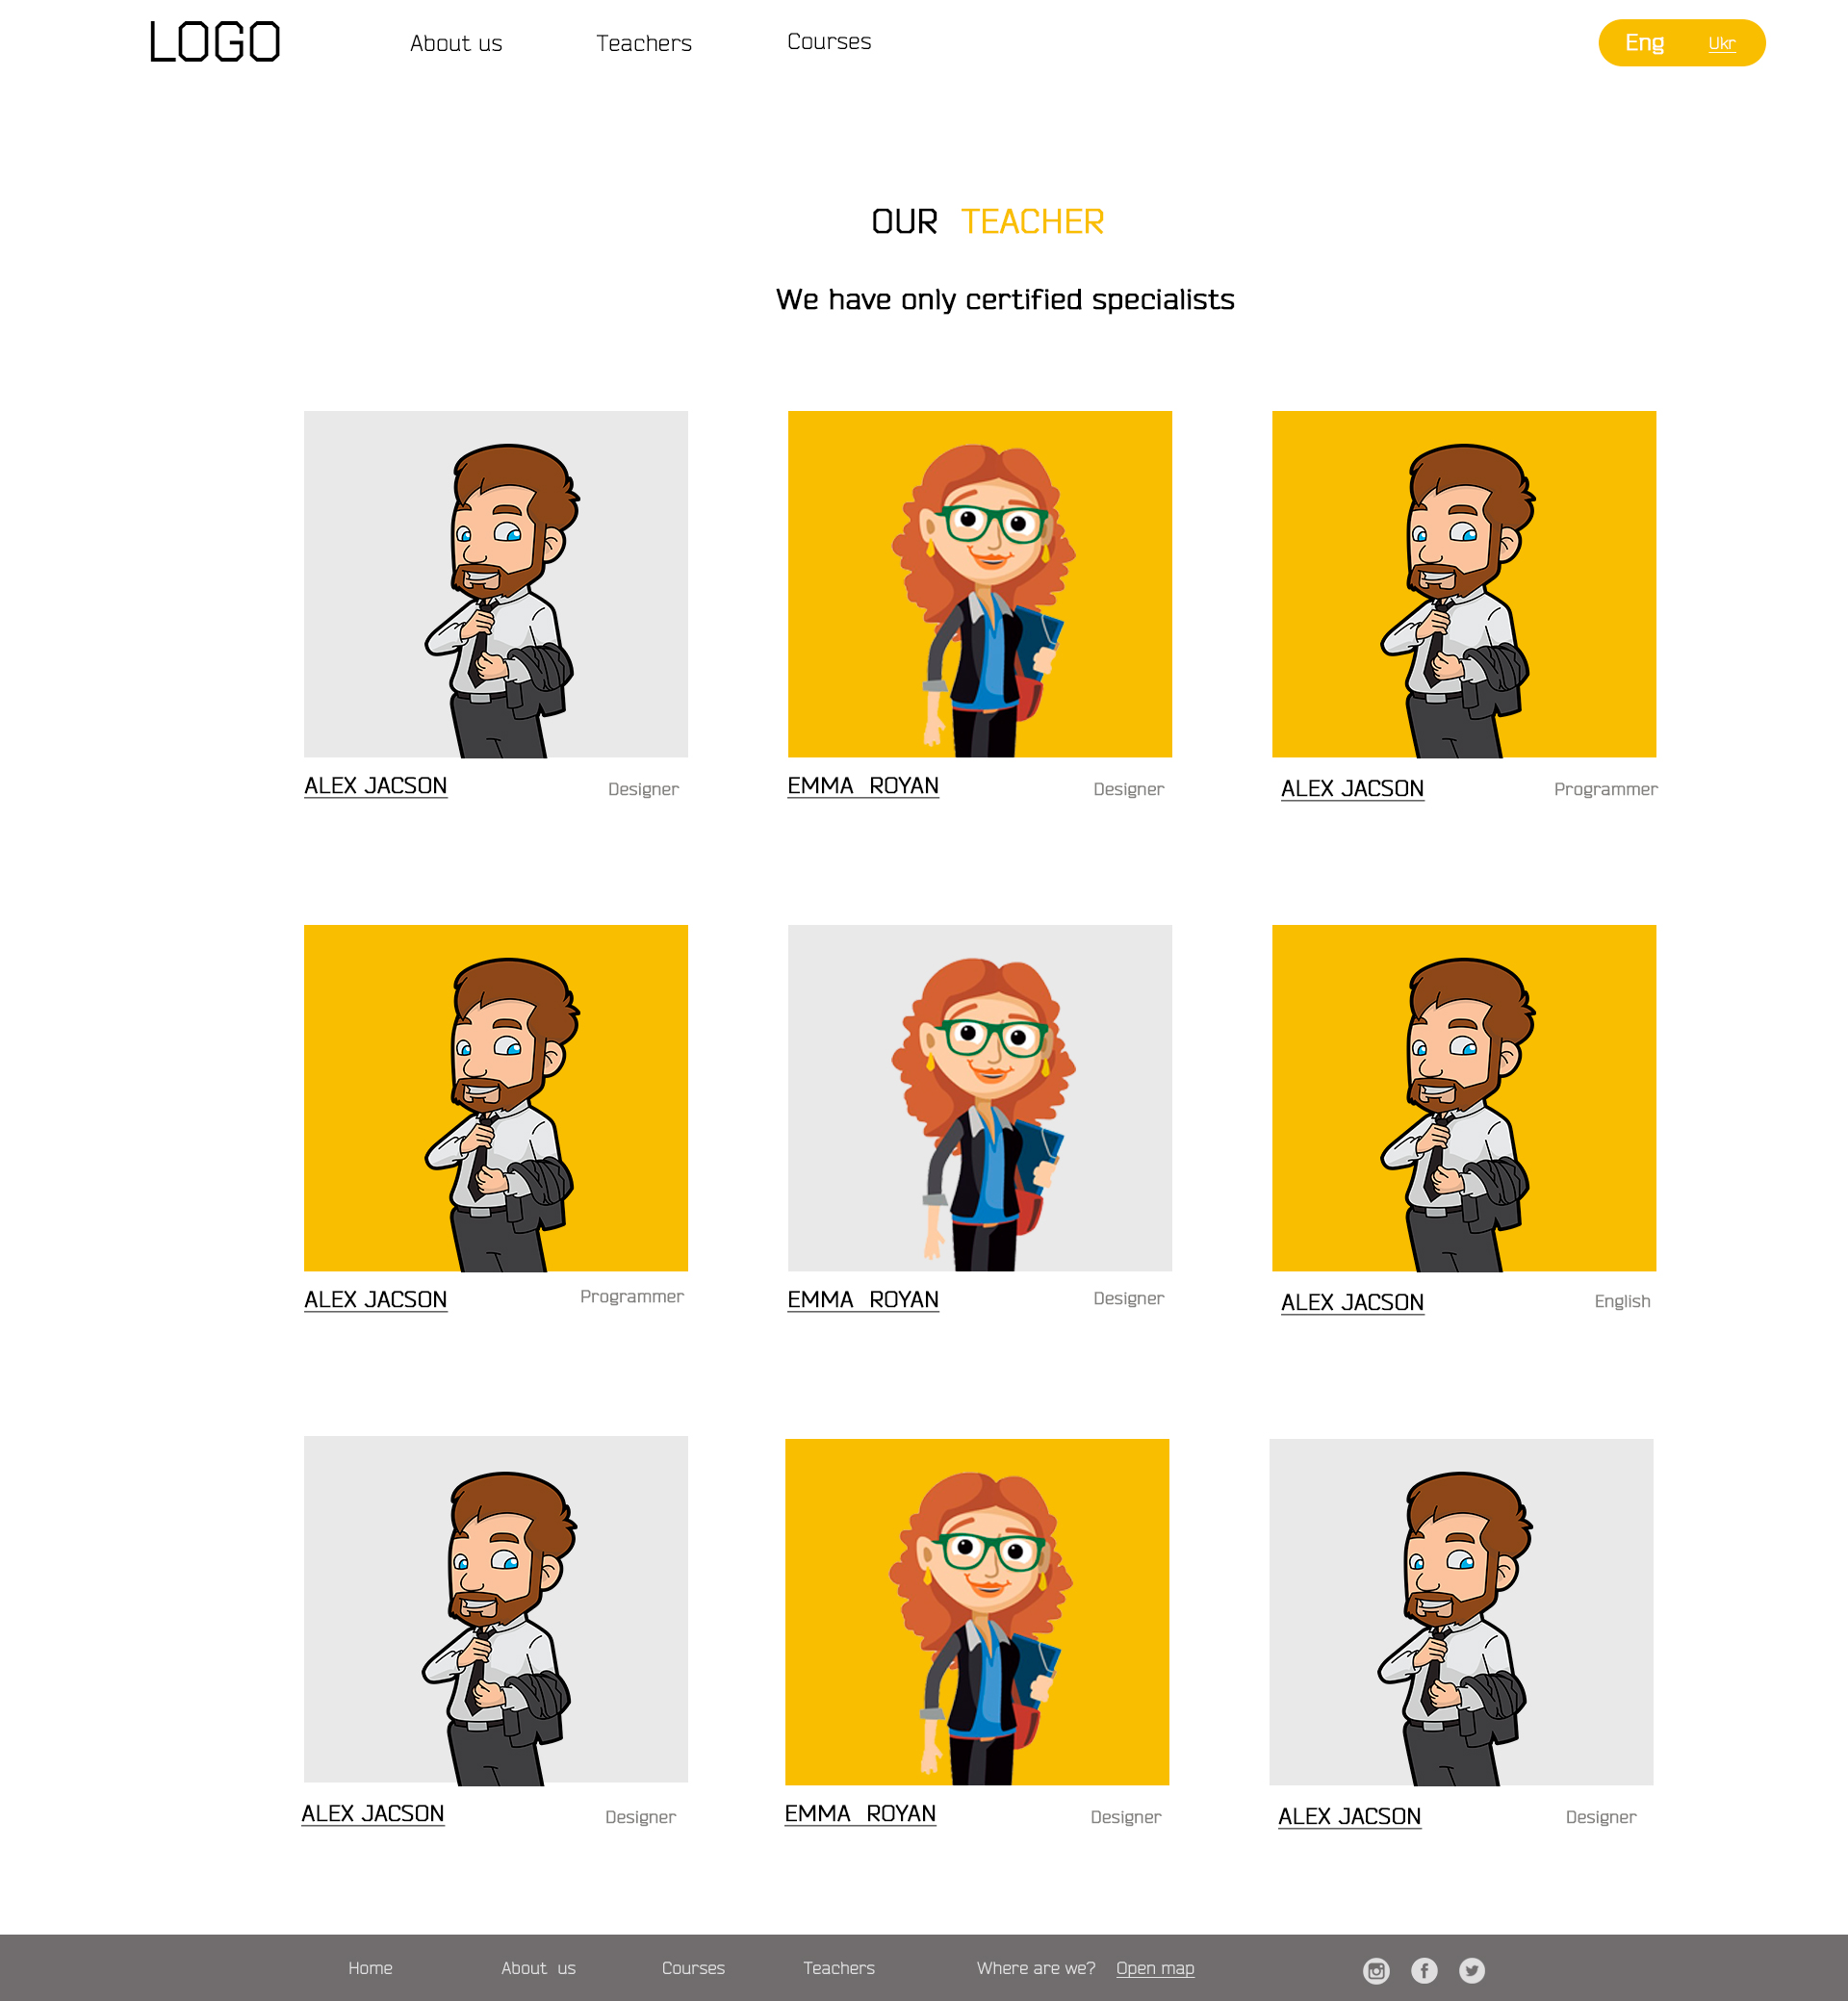 LOGO About us Teachers Courses Eng Ukr
OUR TEACHER
We have only certified specialists
ALEX JACSON Designer EMMA ROYAN Designer ALEX JACSON Programmer
ALEX JACSON Programmer EMMA ROYAN Designer ALEX JACSON English
ALEX JACSON Designer EMMA ROYAN Designer ALEX JACSON Designer
Home About us Courses Teachers Where are we? Open map